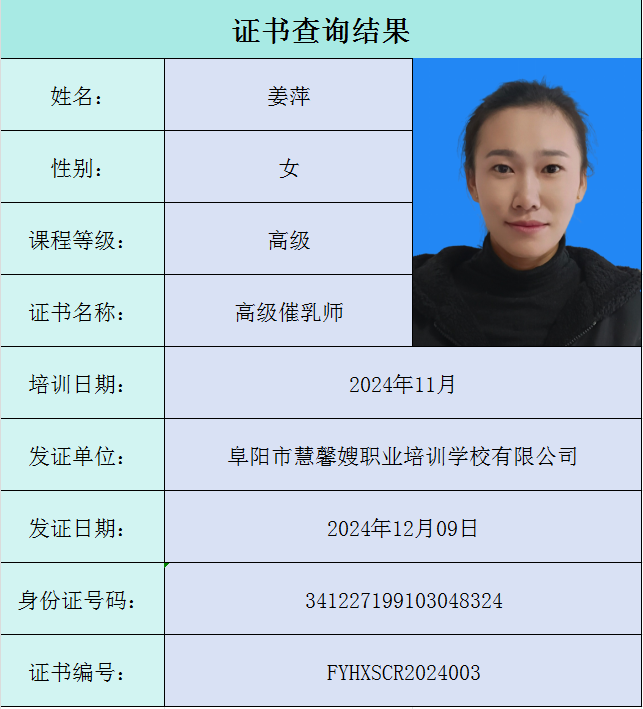 证书查询结果
姓名： 姜萍
性别： 女
课程等级： 高级
证书名称： 高级催乳师
培训日期： 2024年11月
发证单位： 阜阳市慧馨嫂职业培训学校有限公司
发证日期： 2024年12月09日
身份证号码： 341227199103048324
证书编号： FYHXSCR2024003